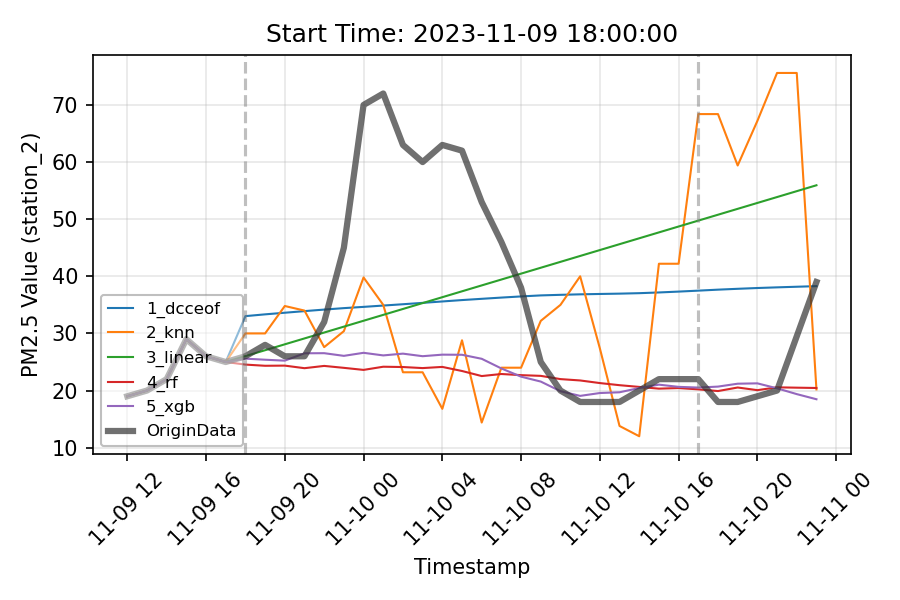 Start Time: 2023-11-09 18:00:00
PM2.5 Value (station_2)
70
60
50
40
30
20
10
1_dcceof
2_knn
3_linear
4_rf
5_xgb
OriginData
11-09 12
11-09 16
11-09 20
11-10 00
11-10 04
11-10 08
11-10 12
11-10 16
11-10 20
11-11 00
Timestamp